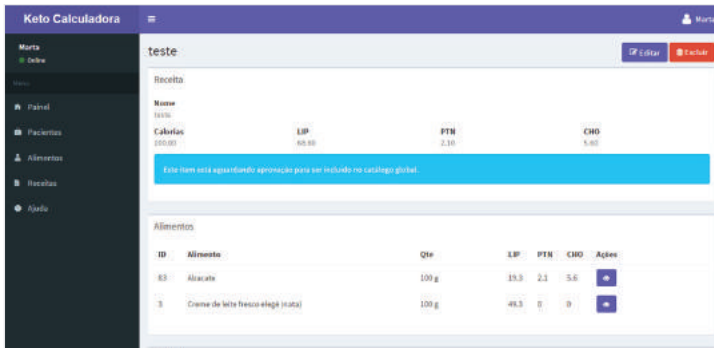 Keto Calculadora
Marta
Marta
Online
Menu
Painel
Pacientes
Alimentos
Receitas
Ajuda
teste
Editar
Excluir
Receita
Nome
teste
Calorias LIP PTN CHO
100.00 68.60 2.10 5.60
Este item está aguardando aprovação para ser incluído no catálogo global.
Alimentos
ID Alimento Qte LIP PTN CHO Ações
83 Abacate 100 g 19.3 2.1 5.6
3 Creme de leite fresco elegê (nata) 100 g 49.3 0 0